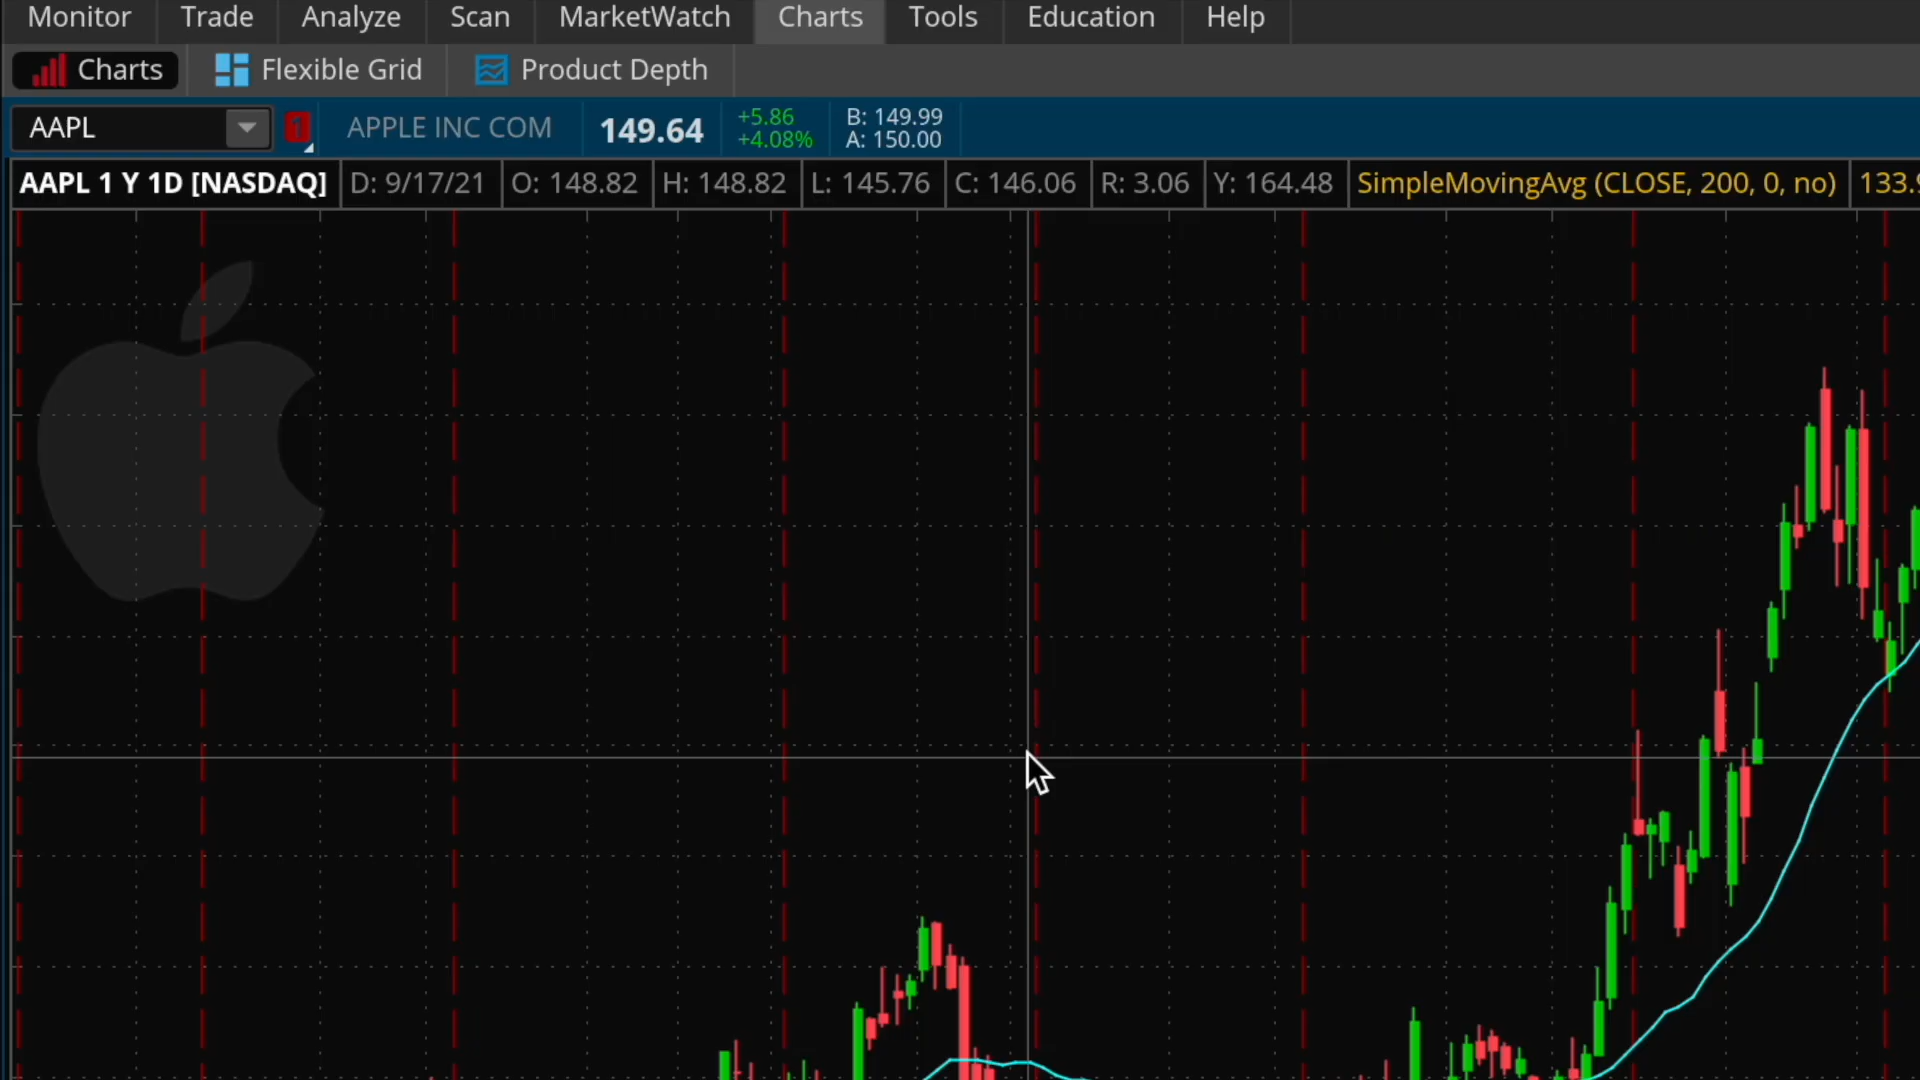 Monitor Trade Analyze Scan MarketWatch Charts Tools Education Help
Charts Flexible Grid Product Depth
AAPL 1 APPLE INC COM 149.64 +5.86 B: 149.99
+4.08% A: 150.00
AAPL 1 Y 1D [NASDAQ] D: 9/17/21 O: 148.82 H: 148.82 L: 145.76 C: 146.06 R: 3.06 Y: 164.48 SimpleMovingAvg (CLOSE, 200, 0, no)